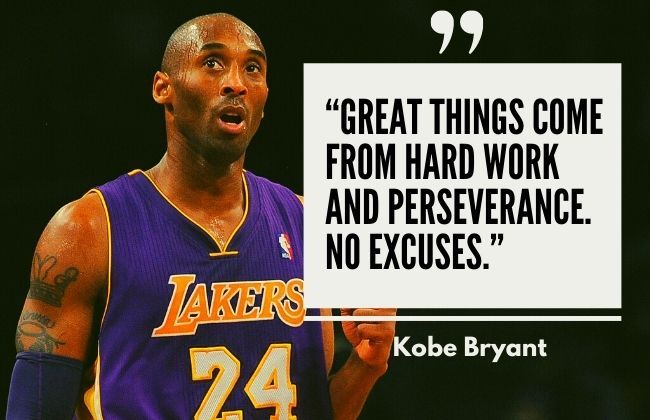 ”
“GREAT THINGS COME
FROM HARD WORK
AND PERSEVERANCE.
NO EXCUSES.”
Kobe Bryant
LAKERS
24